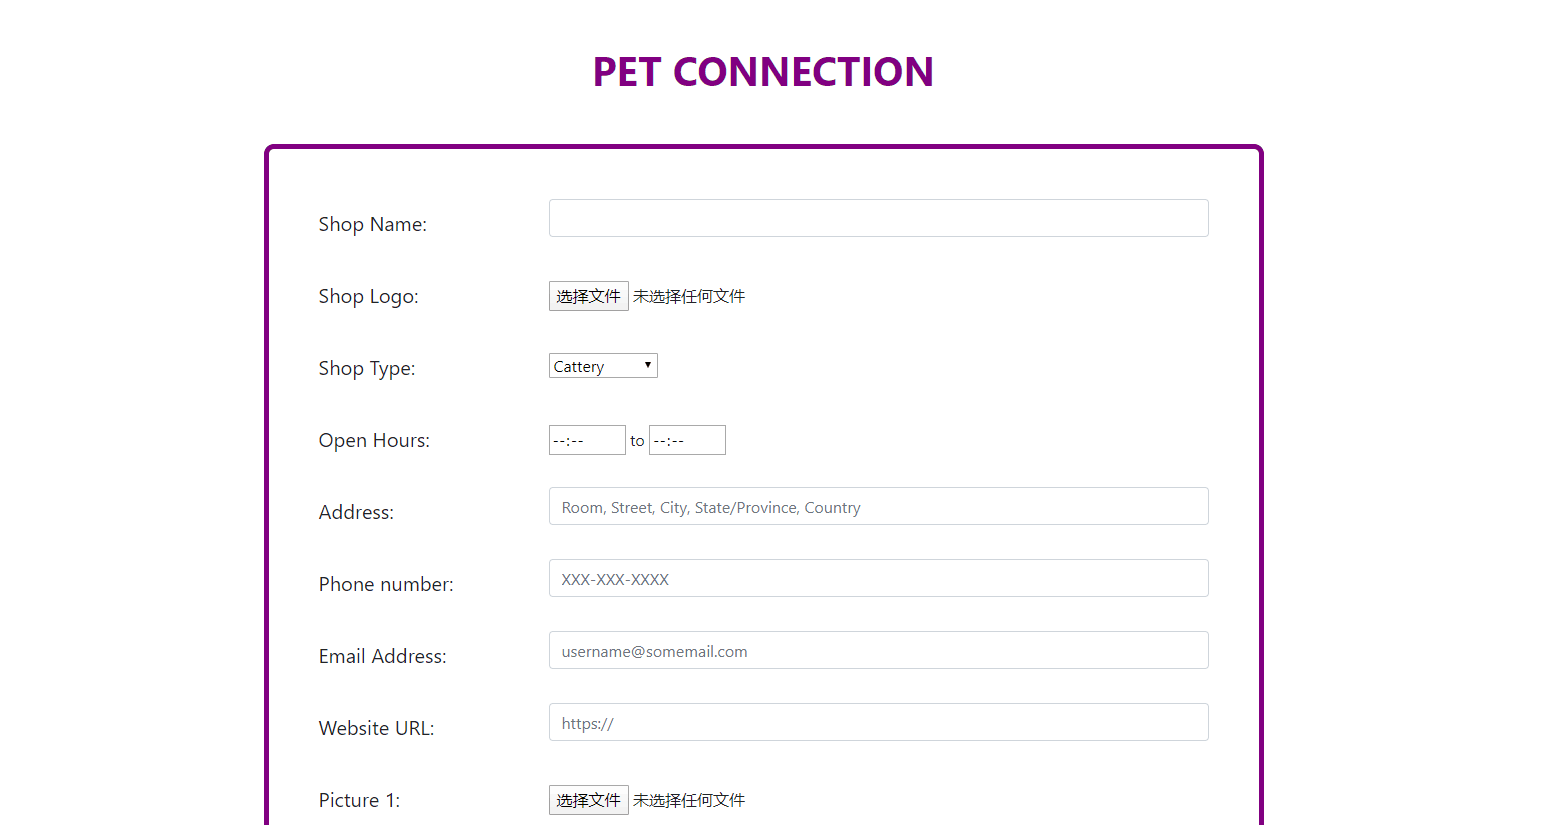 PET CONNECTION
Shop Name:
Shop Logo: 选择文件 未选择任何文件
Shop Type: Cattery
Open Hours: --:-- to --:--
Address: Room, Street, City, State/Province, Country
Phone number: XXX-XXX-XXXX
Email Address: username@somemail.com
Website URL: https://
Picture 1: 选择文件 未选择任何文件